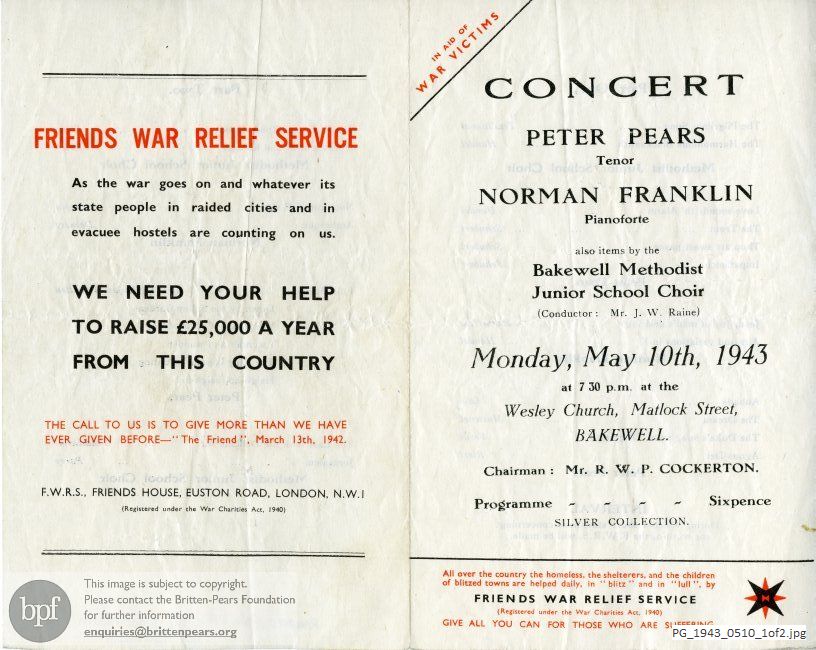 FRIENDS WAR RELIEF SERVICE
As the war goes on and whatever its
state people in raided cities and in
evacuee hostels are counting on us.
WE NEED YOUR HELP
TO RAISE £25,000 A YEAR
FROM THIS COUNTRY
THE CALL TO US IS TO GIVE MORE THAN WE HAVE
EVER GIVEN BEFORE—"The Friend", March 13th, 1942.
F.W.R.S., FRIENDS HOUSE, EUSTON ROAD, LONDON, N.W.1
(Registered under the War Charities Act, 1940)
bpf
This image is subject to copyright.
Please contact the Britten-Pears Foundation
for further information
enquiries@brittenpears.org
IN AID OF
WAR VICTIMS
CONCERT
PETER PEARS
Tenor
NORMAN FRANKLIN
Pianoforte
also items by the
Bakewell Methodist
Junior School Choir
(Conductor: Mr. J. W. Raine)
Monday, May 10th, 1943
at 7 30 p.m. at the
Wesley Church, Matlock Street,
BAKEWELL.
Chairman: Mr. R. W. P. COCKERTON.
Programme - - - - Sixpence
SILVER COLLECTION.
All over the country the homeless, the shelterers, and the children
of blitzed towns are helped daily, in "blitz" and in "lull", by
FRIENDS WAR RELIEF SERVICE
(Registered under the War Charities Act, 1940)
GIVE ALL YOU CAN FOR THOSE WHO ARE SUFFERING
PG_1943_0510_1of2.jpg